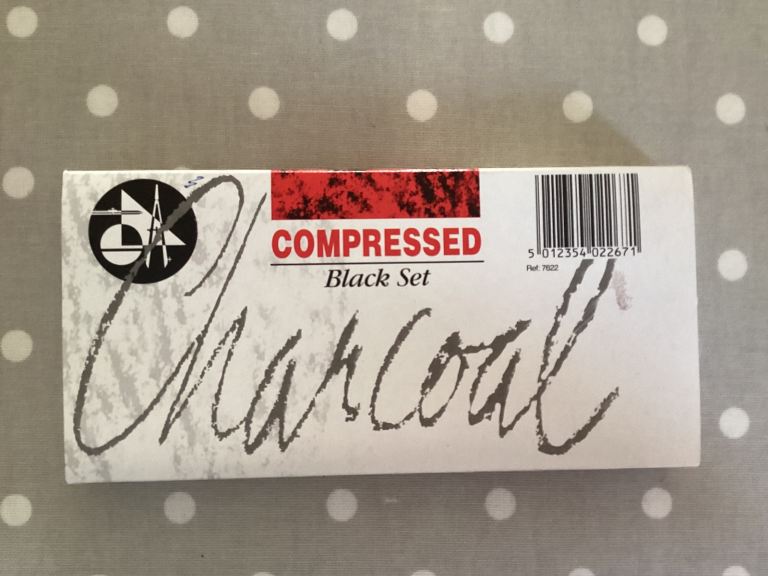 COMPRESSED
Black Set
5 012354 022671
Ref: 7622
Charcoal